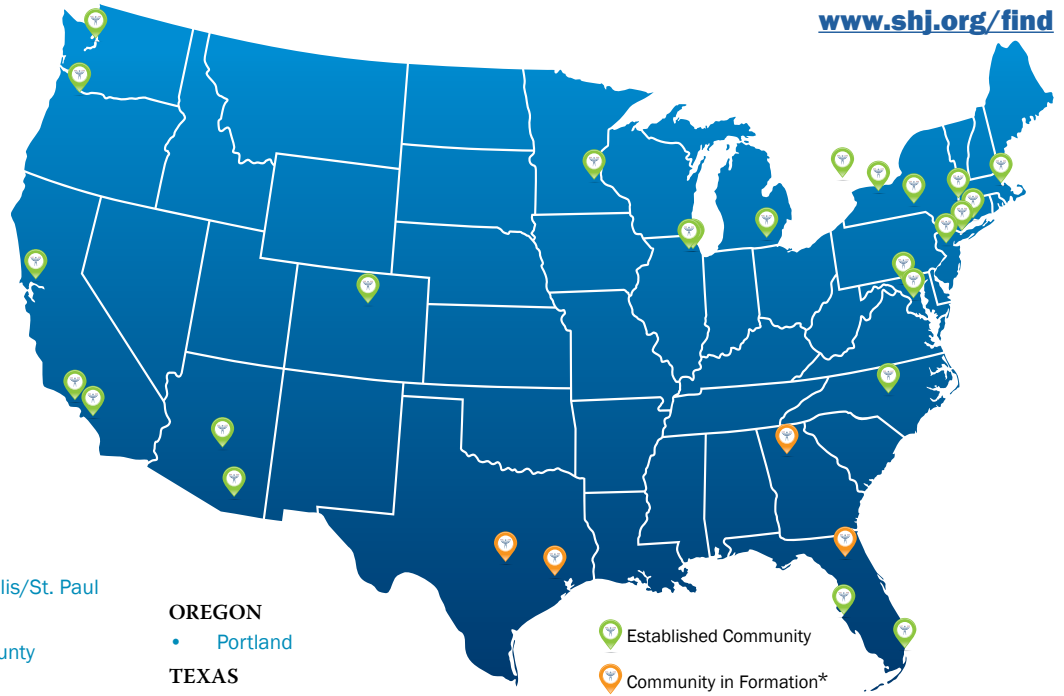 www.shj.org/find
lis/St. Paul
unty
OREGON
• Portland
TEXAS
Established Community
Community in Formation*